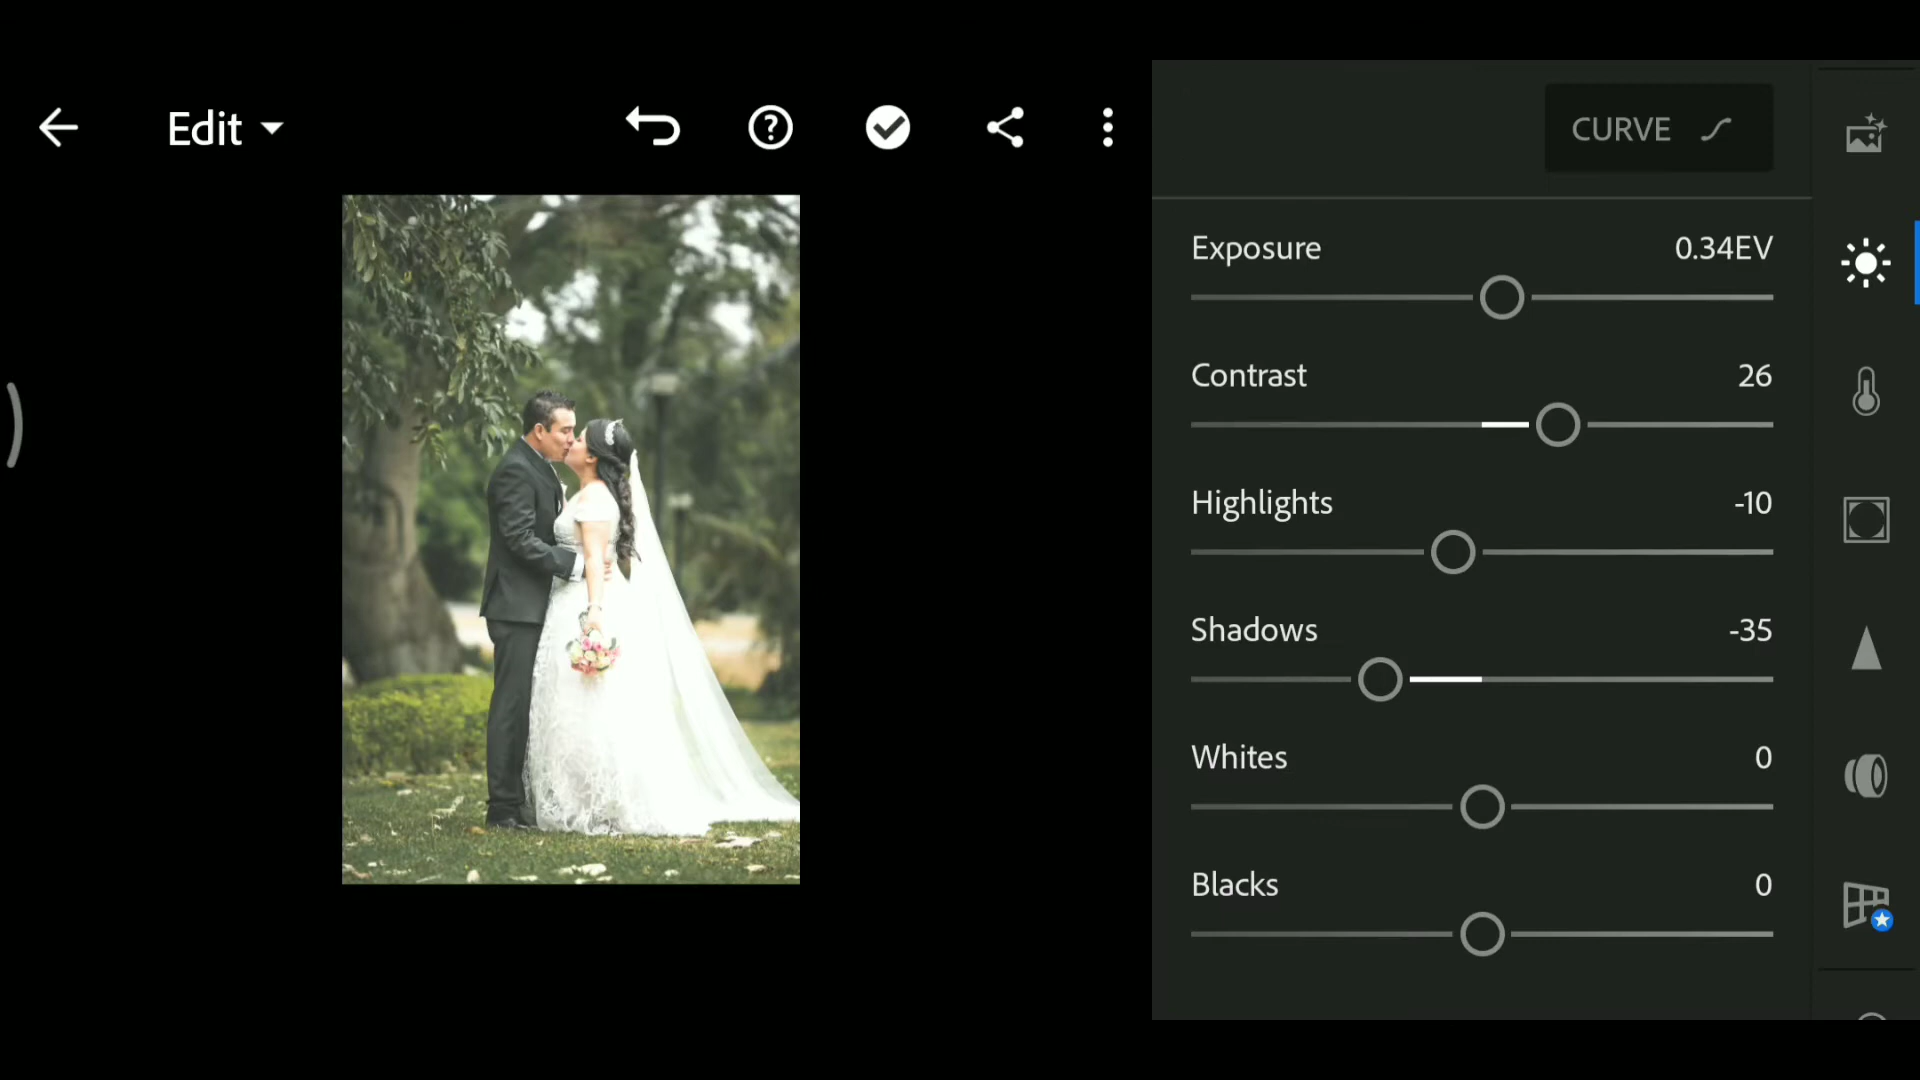 Edit
CURVE
Exposure 0.34EV
Contrast 26
Highlights -10
Shadows -35
Whites 0
Blacks 0